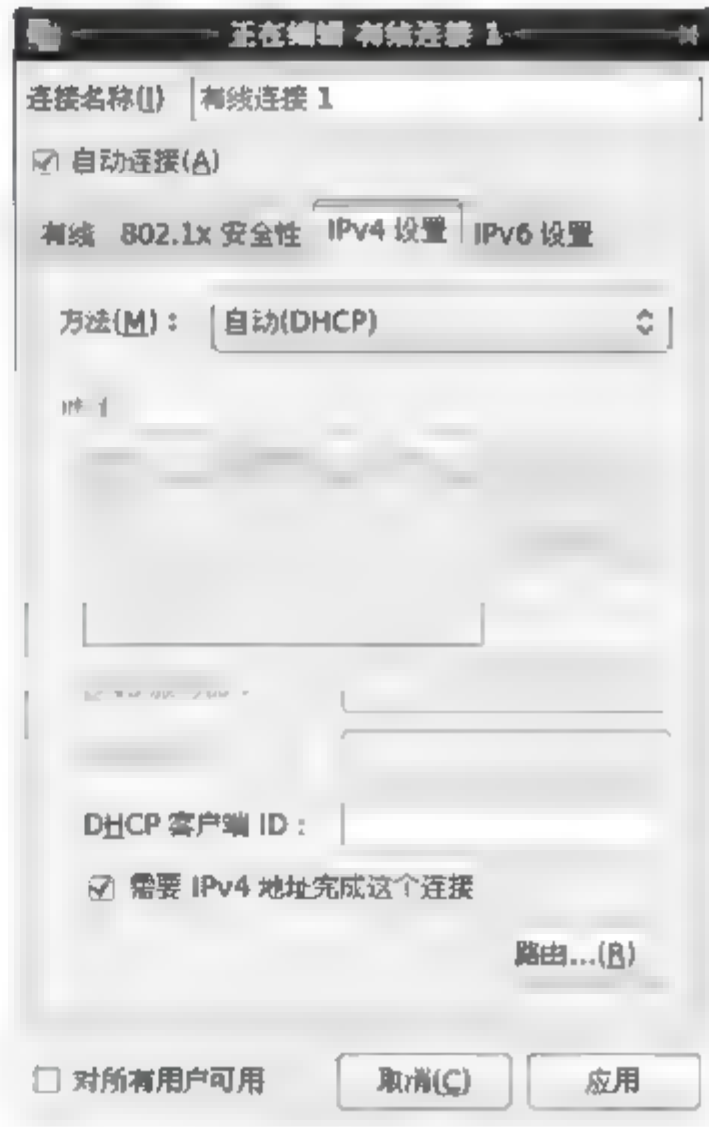 正在编辑 有线连接 1
连接名称(I) 有线连接 1
自动连接(A)
有线 802.1x 安全性 IPv4 设置 IPv6 设置
方法(M)： 自动(DHCP)
DHCP 客户端 ID：
需要 IPv4 地址完成这个连接
路由...(R)
对所有用户可用 取消(C) 应用